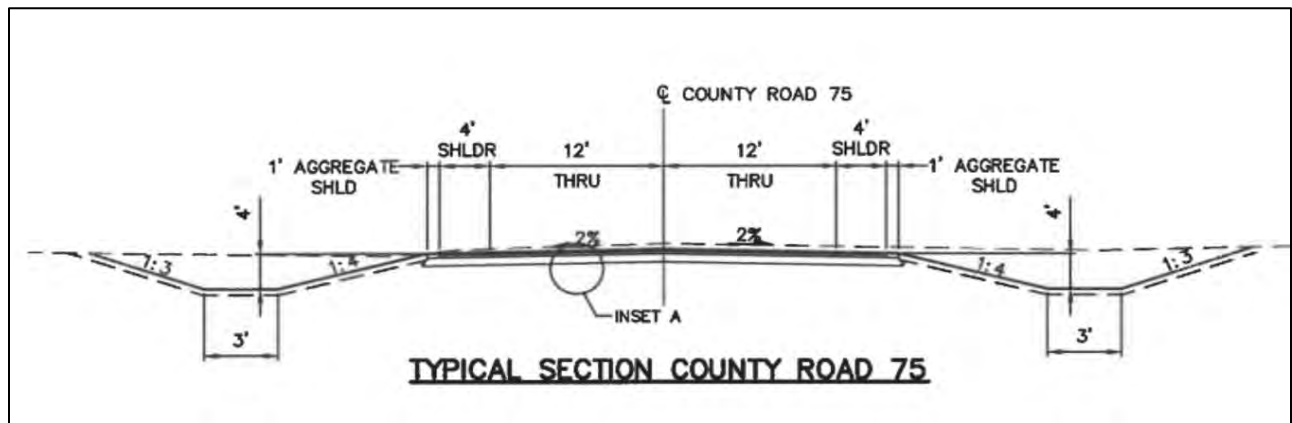 ℄ COUNTY ROAD 75
4'
SHLDR
12'
THRU
12'
THRU
4'
SHLDR
1' AGGREGATE
SHLD
1' AGGREGATE
SHLD
4'
4'
2%
2%
1:3
1:4
1:4
1:3
INSET A
3'
3'
TYPICAL SECTION COUNTY ROAD 75